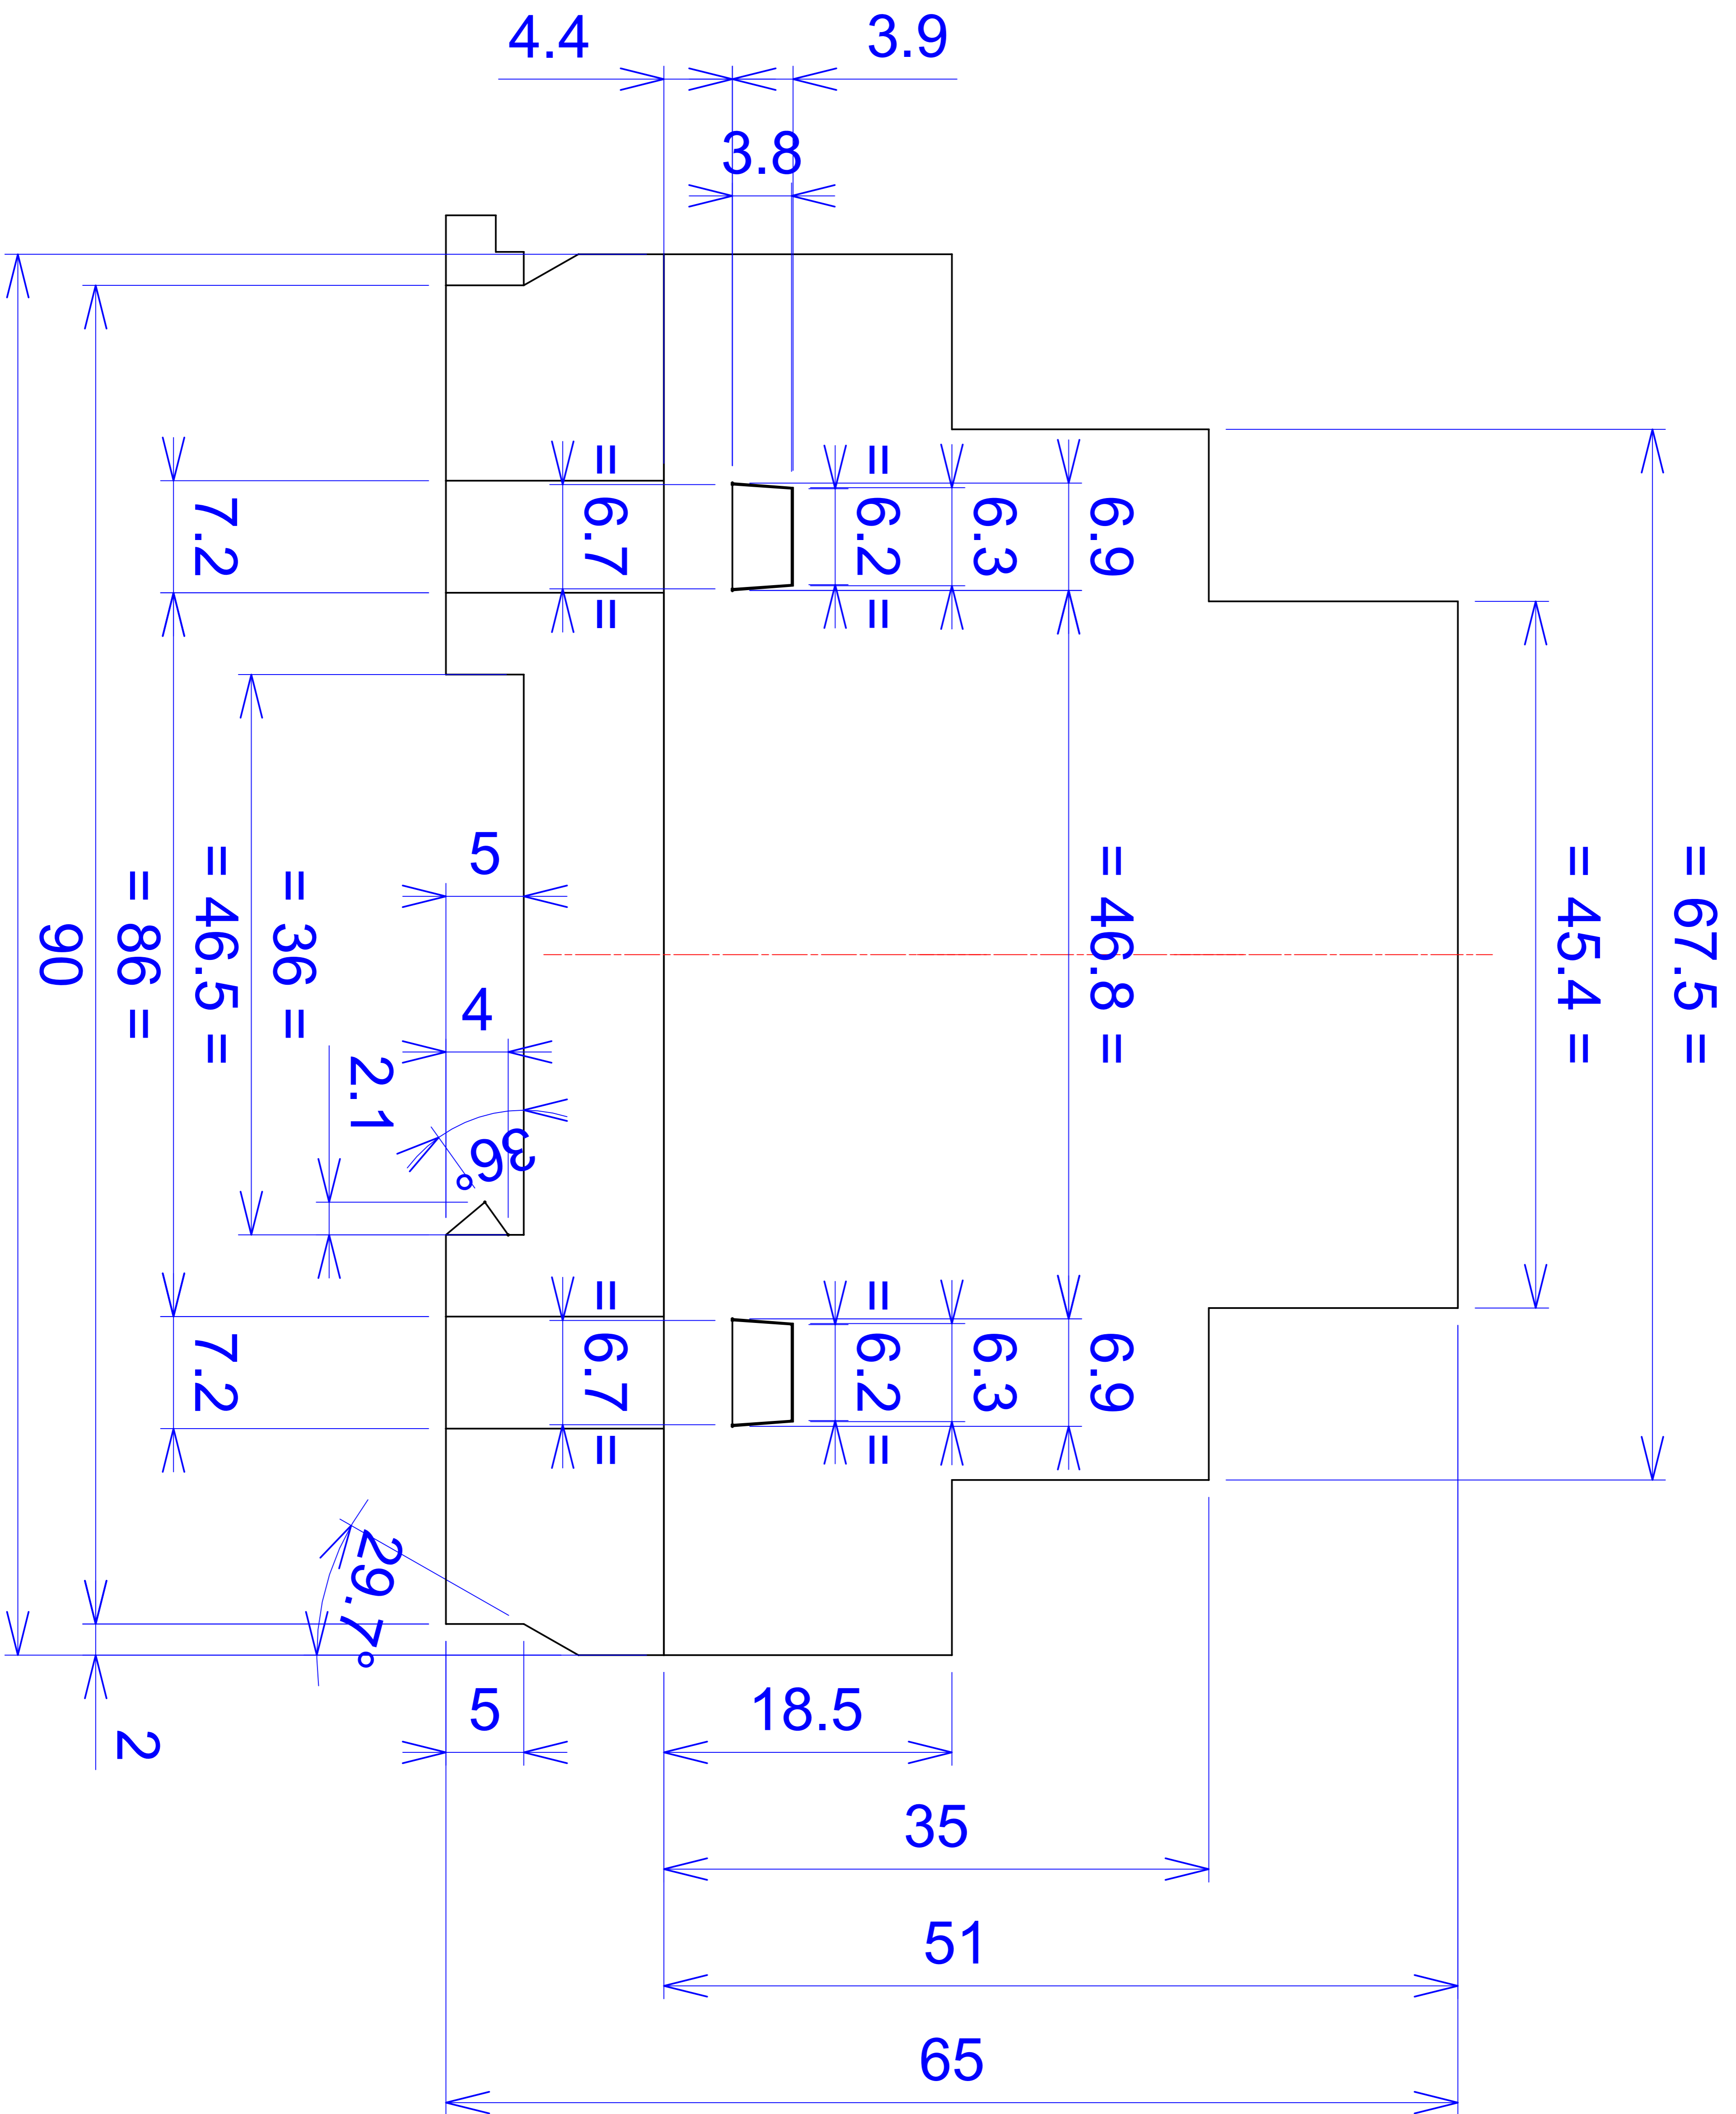 4.4
3.9
3.8
= 6.7 =
= 6.2 =
6.3
6.9
7.2
5
4
2.1
36°
90
= 86 =
= 46.5 =
= 36 =
= 46.8 =
= 45.4 =
= 67.5 =
7.2
= 6.7 =
= 6.2 =
6.3
6.9
29.7°
2
5
18.5
35
51
65